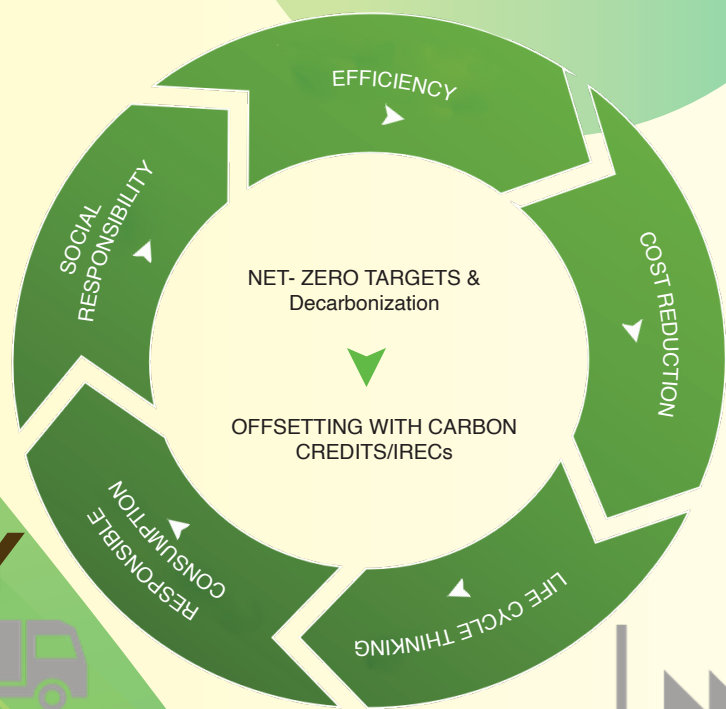 EFFICIENCY
COST REDUCTION
LIFE CYCLE THINKING
RESPONSIBLE
CONSUMPTION
SOCIAL
RESPONSIBILITY
NET- ZERO TARGETS &
Decarbonization
OFFSETTING WITH CARBON
CREDITS/IRECs